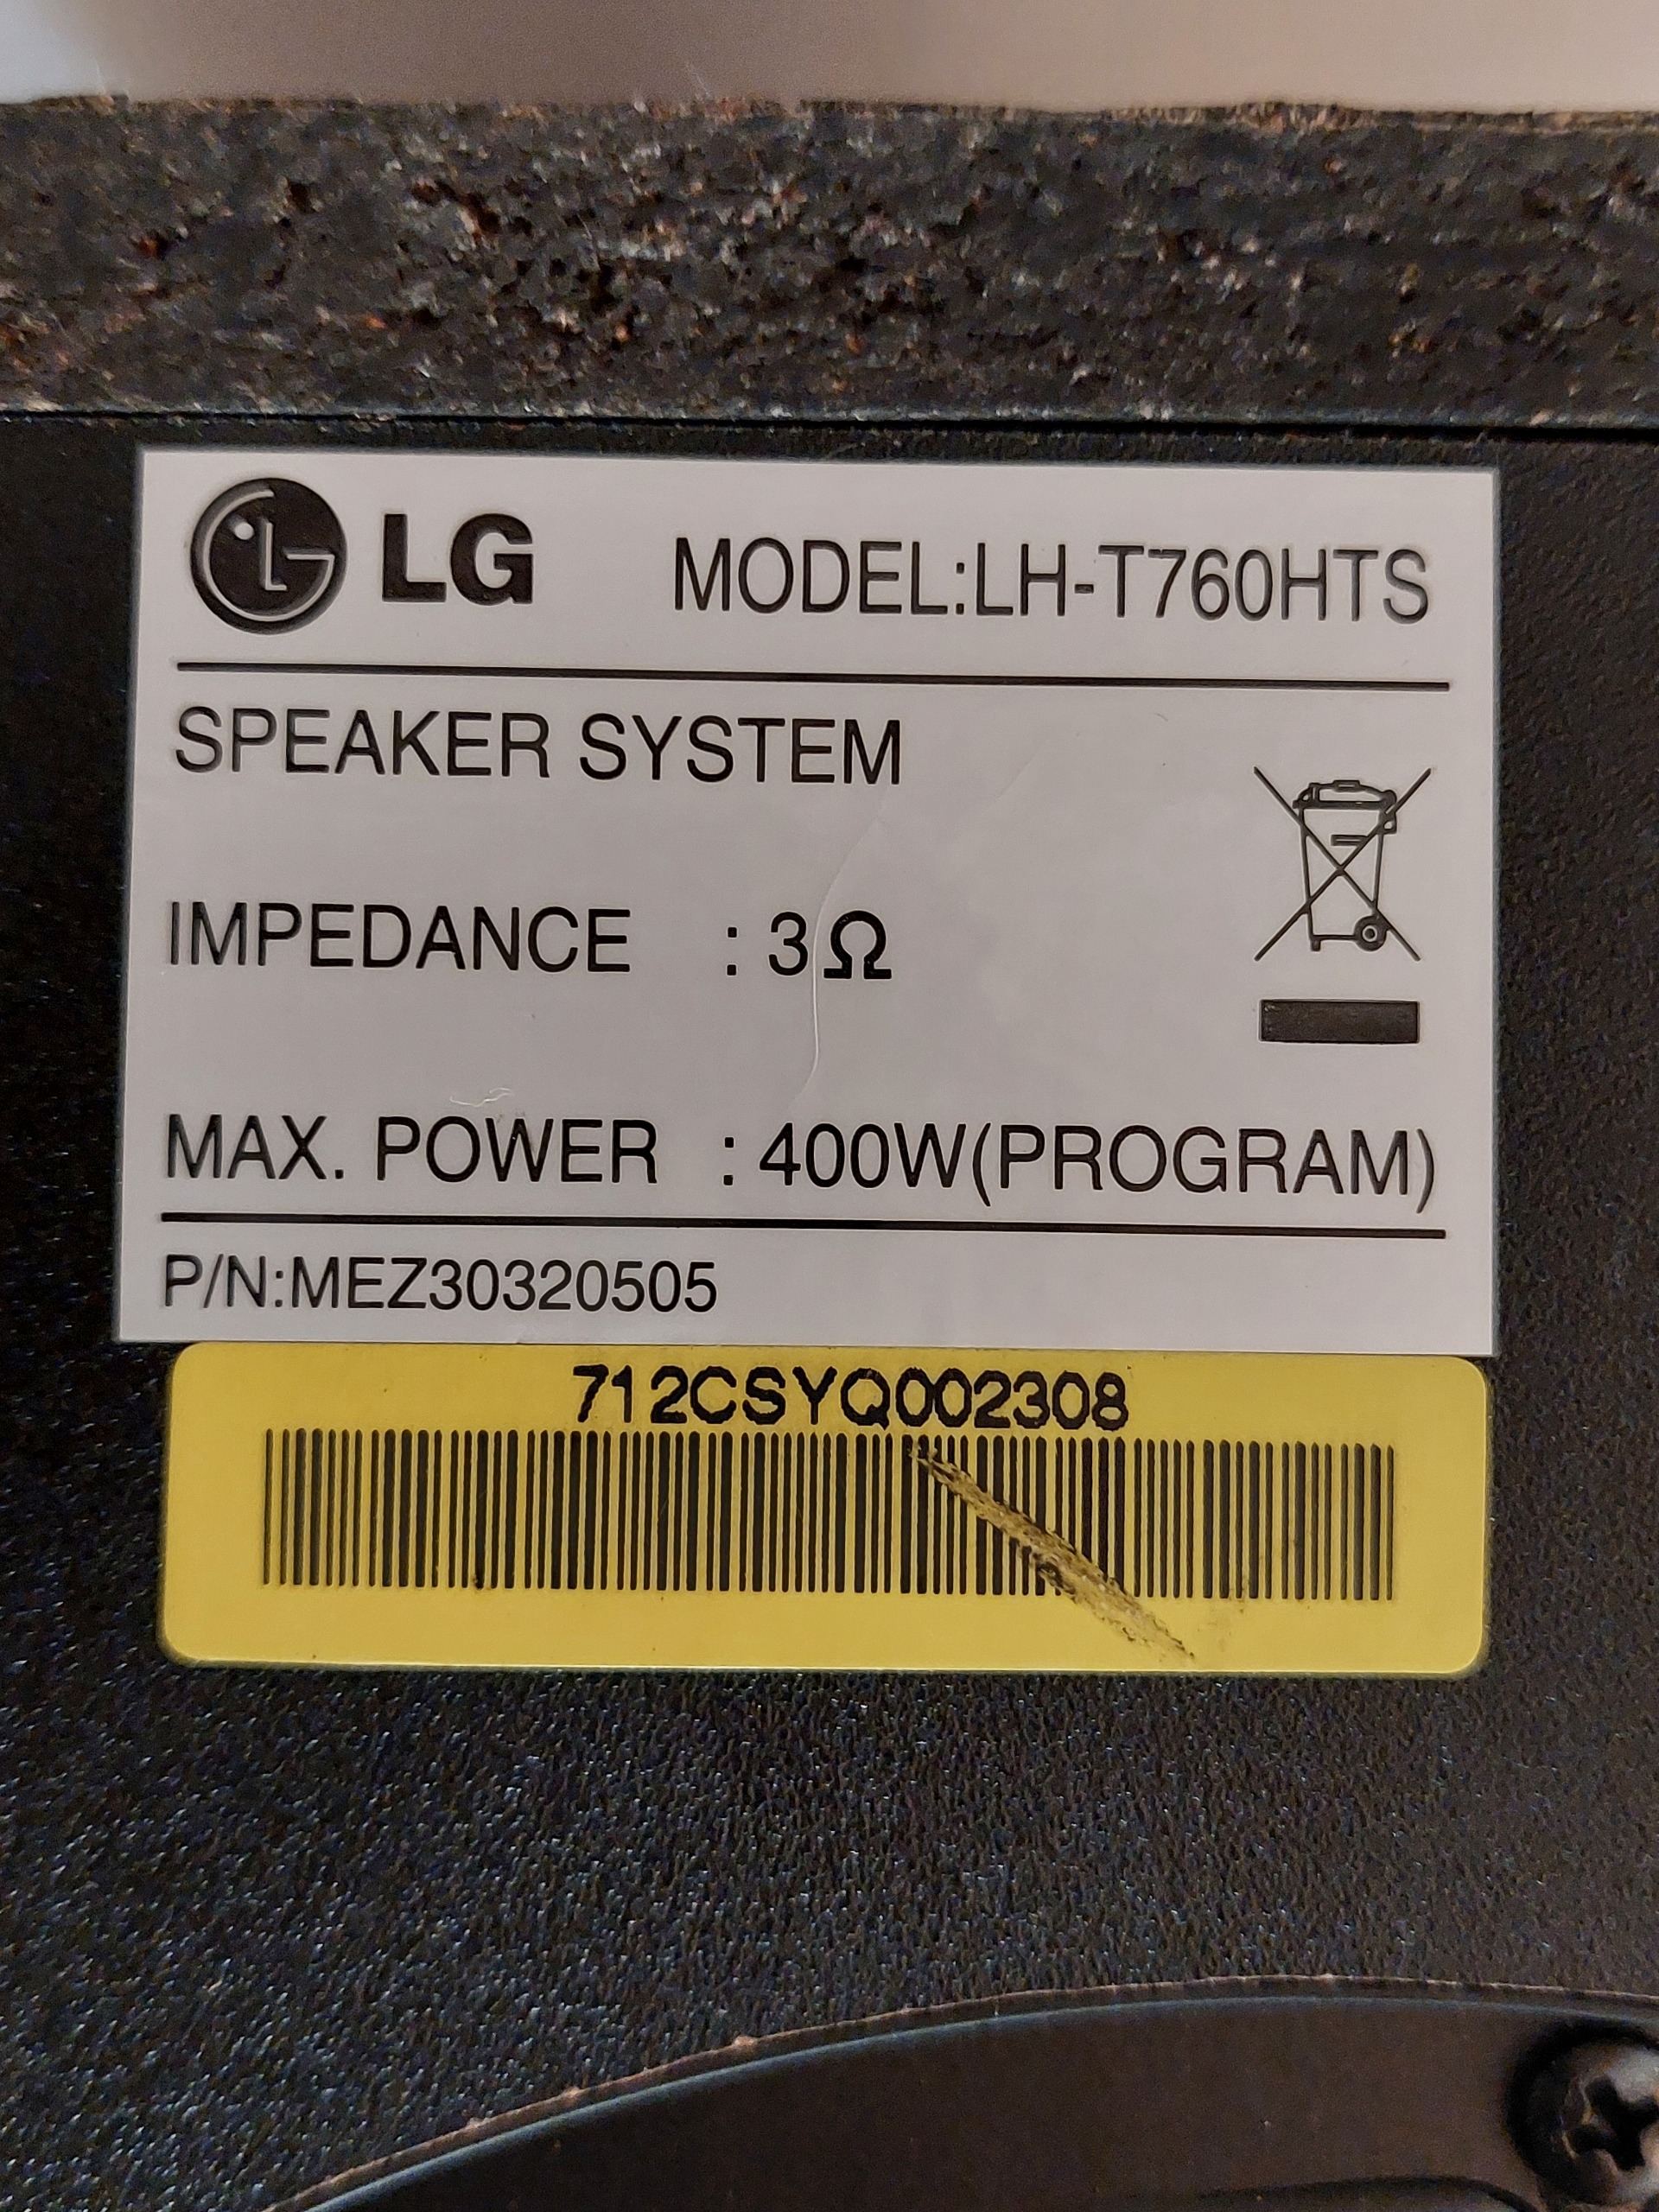 LG MODEL:LH-T760HTS
SPEAKER SYSTEM
IMPEDANCE : 3Ω
MAX. POWER : 400W(PROGRAM)
P/N:MEZ30320505
712CSYQ002308